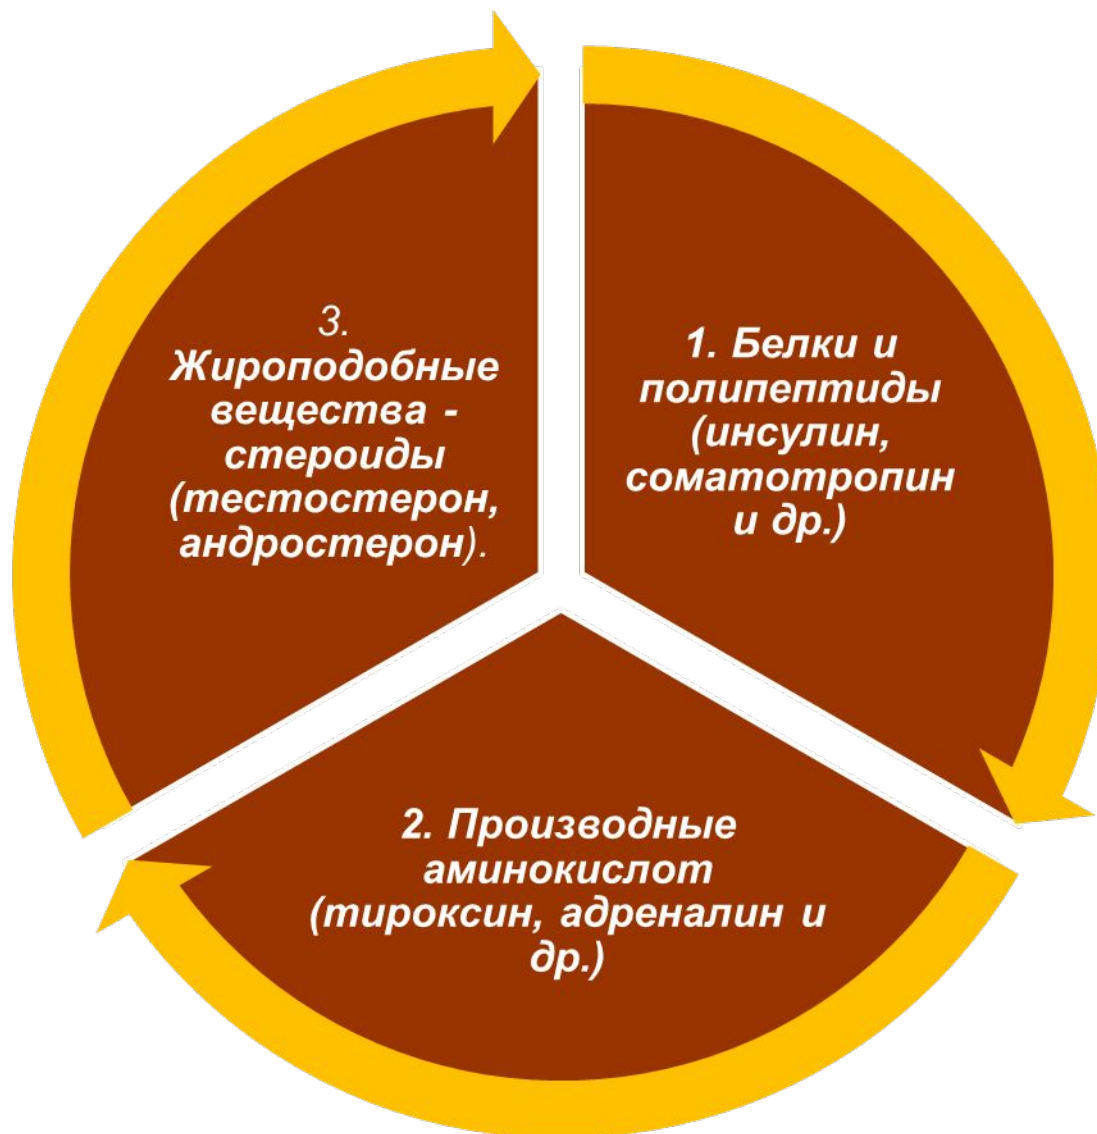 1. Белки и
полипептиды
(инсулин,
соматотропин
и др.)
2. Производные
аминокислот
(тироксин, адреналин и
др.)
3.
Жироподобные
вещества -
стероиды
(тестостерон,
андростерон).